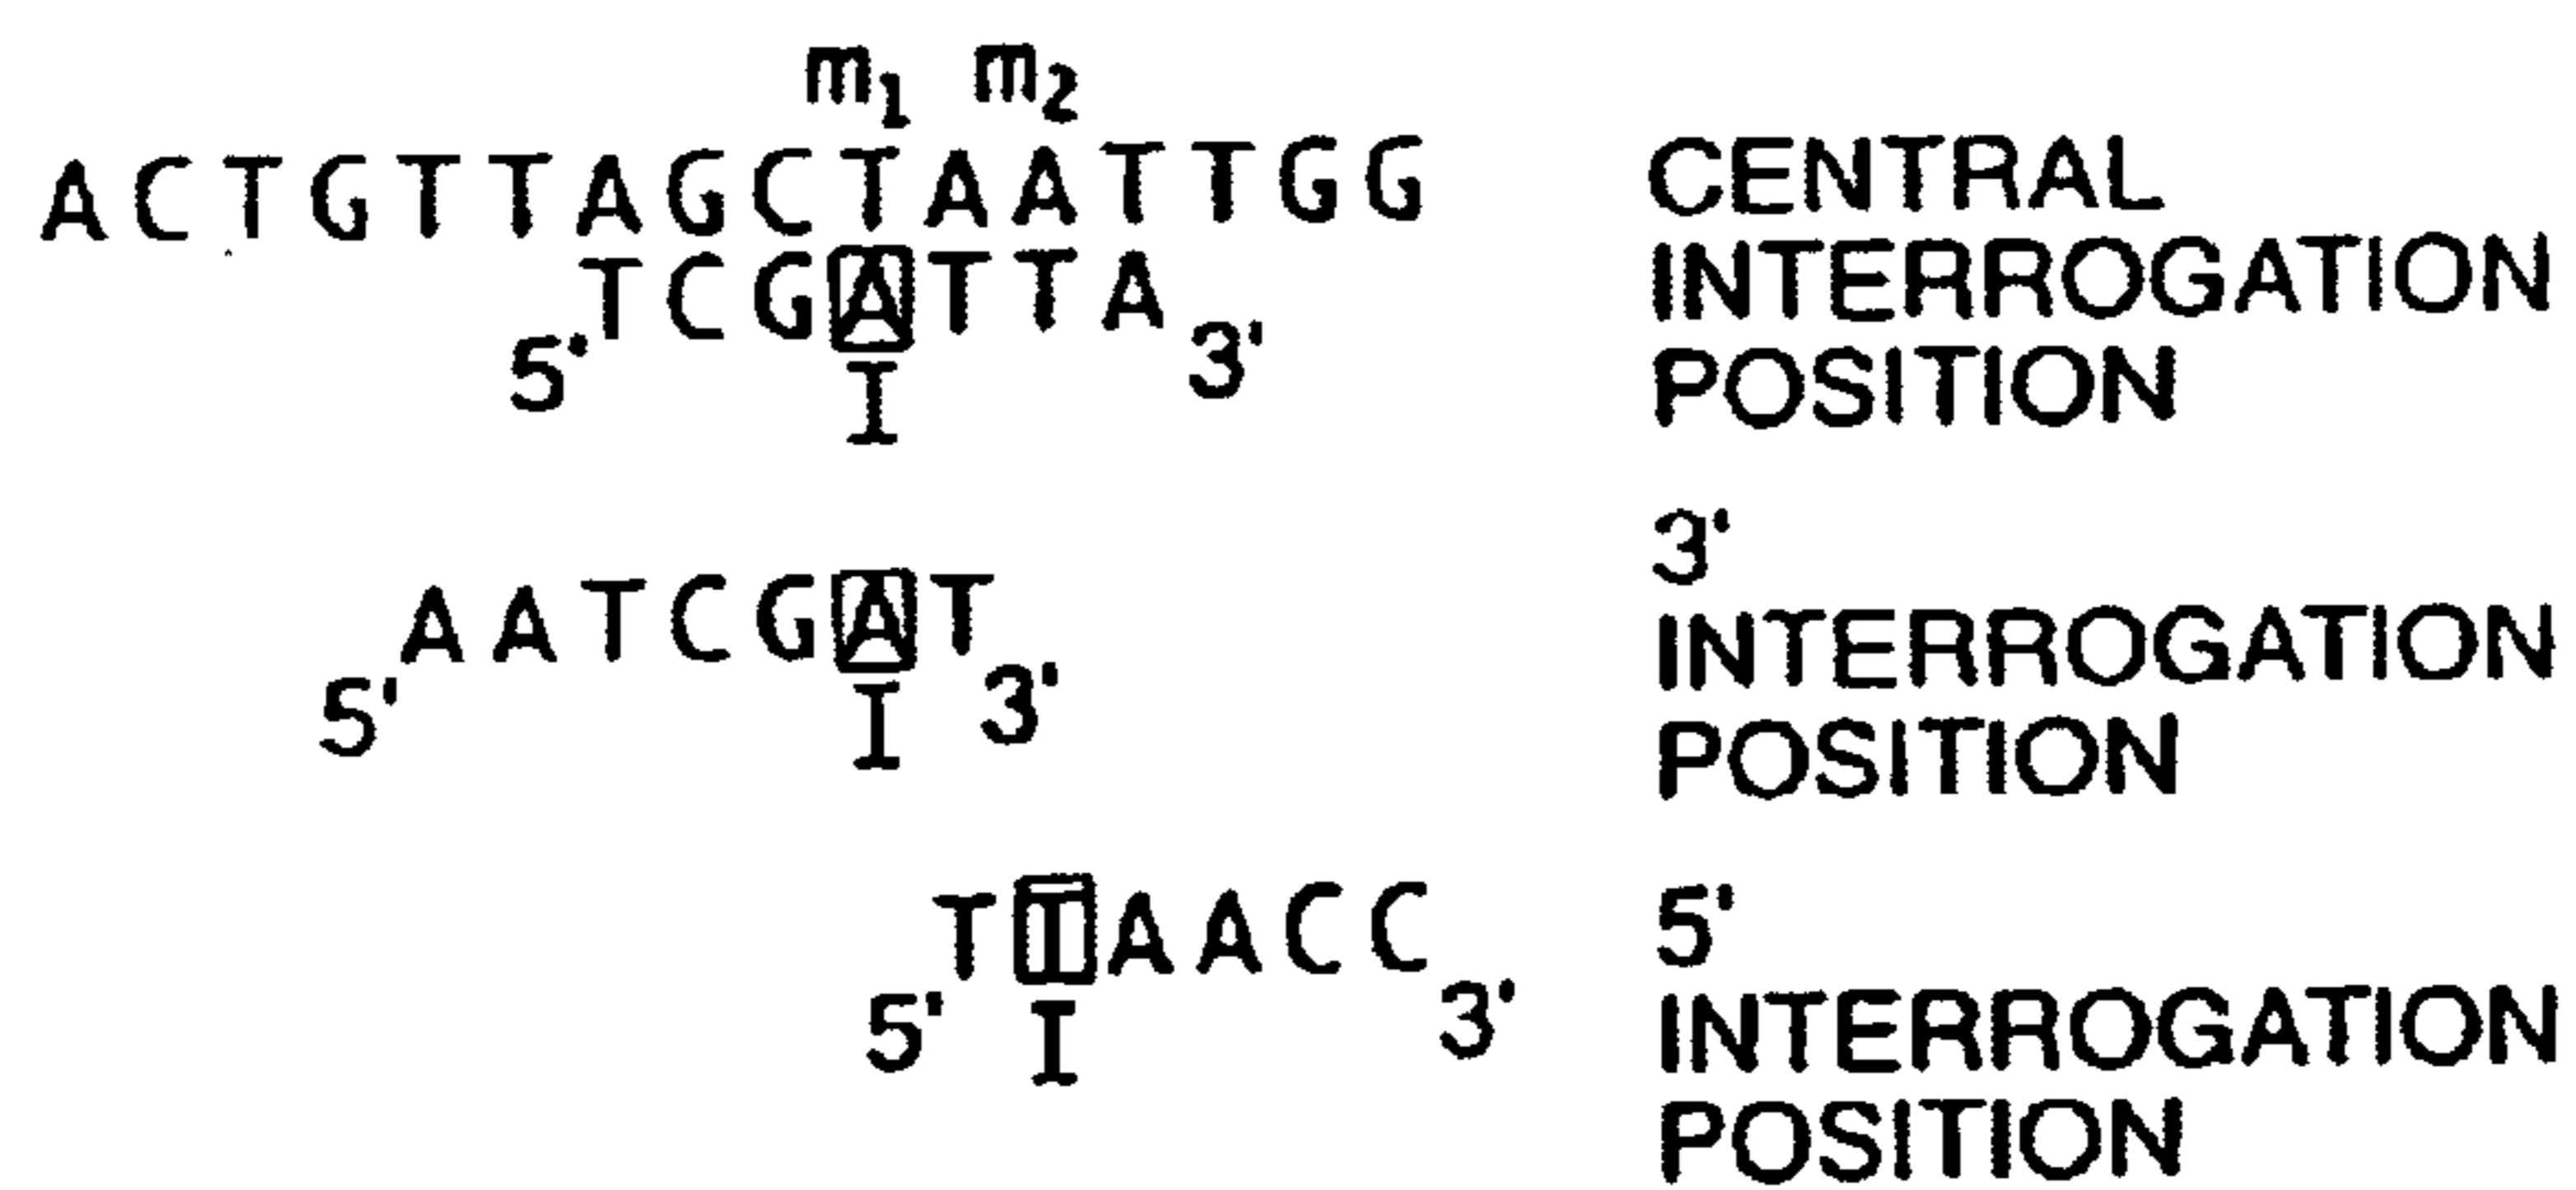 m1 m2
ACTGTTAGCTAATTGG
TCGATTA
5' 3'
I
CENTRAL
INTERROGATION
POSITION
AATCGAT
5' 3'
I
3'
INTERROGATION
POSITION
TTAACC
5' 3'
I
5'
INTERROGATION
POSITION